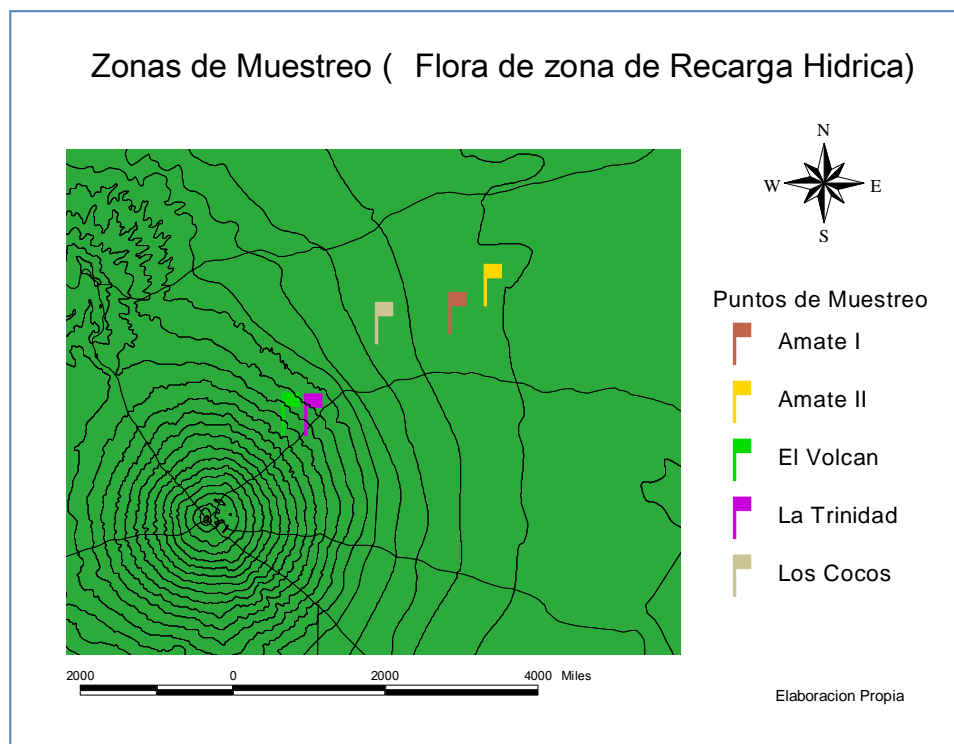 Zonas de Muestreo ( Flora de zona de Recarga Hidrica)
N
W E
S
Puntos de Muestreo
Amate I
Amate II
El Volcan
La Trinidad
Los Cocos
2000 0 2000 4000 Miles
Elaboracion Propia